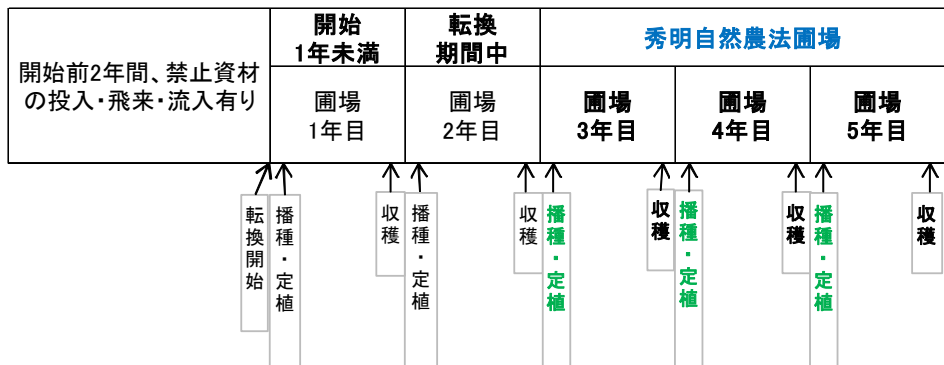 開始前2年間、禁止資材
の投入・飛来・流入有り
開始
1年未満
転換
期間中
秀明自然農法圃場
圃場
1年目
圃場
2年目
圃場
3年目
圃場
4年目
圃場
5年目
転換開始
播種・定植
収穫
播種・定植
収穫
播種・定植
収穫
播種・定植
収穫
播種・定植
収穫